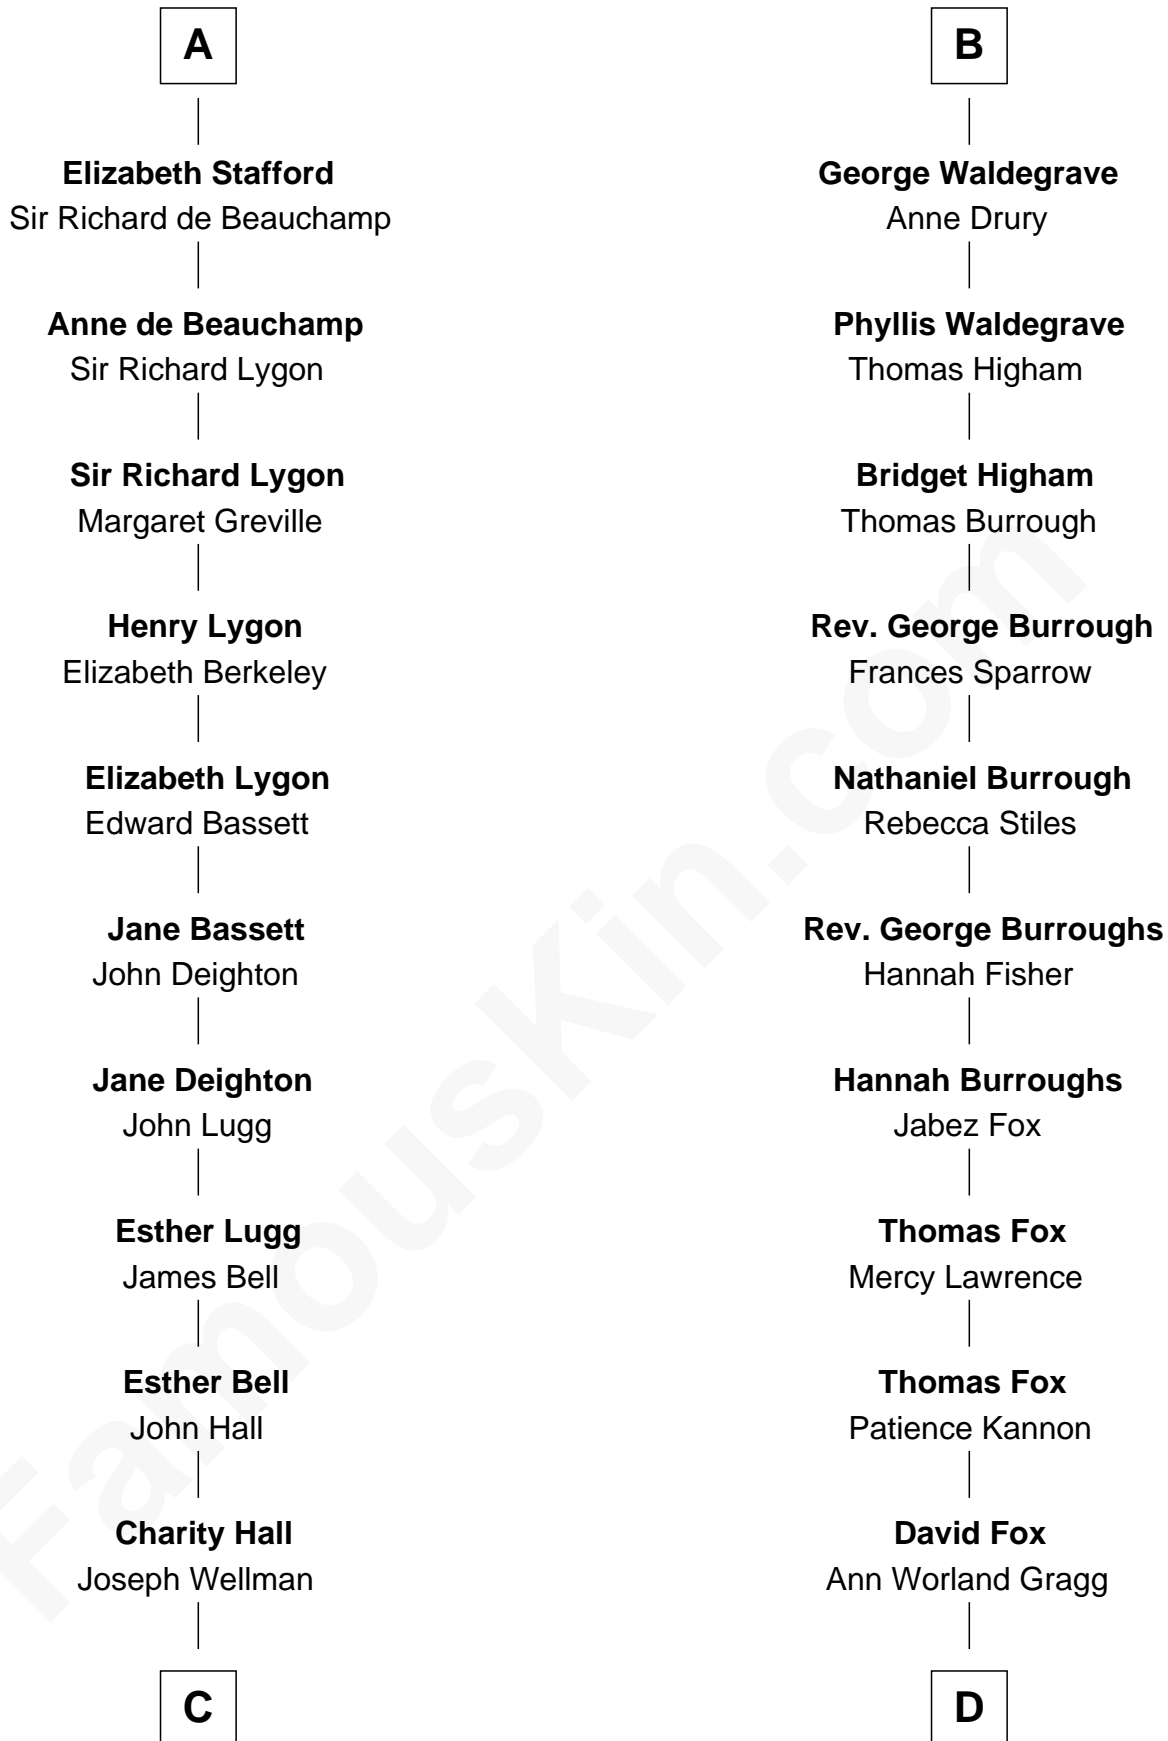 A
Elizabeth Stafford
Sir Richard de Beauchamp
Anne de Beauchamp
Sir Richard Lygon
Sir Richard Lygon
Margaret Greville
Henry Lygon
Elizabeth Berkeley
Elizabeth Lygon
Edward Bassett
Jane Bassett
John Deighton
Jane Deighton
John Lugg
Esther Lugg
James Bell
Esther Bell
John Hall
Charity Hall
Joseph Wellman
C
B
George Waldegrave
Anne Drury
Phyllis Waldegrave
Thomas Higham
Bridget Higham
Thomas Burrough
Rev. George Burrough
Frances Sparrow
Nathaniel Burrough
Rebecca Stiles
Rev. George Burroughs
Hannah Fisher
Hannah Burroughs
Jabez Fox
Thomas Fox
Mercy Lawrence
Thomas Fox
Patience Kannon
David Fox
Ann Worland Gragg
D
FamousKin.com